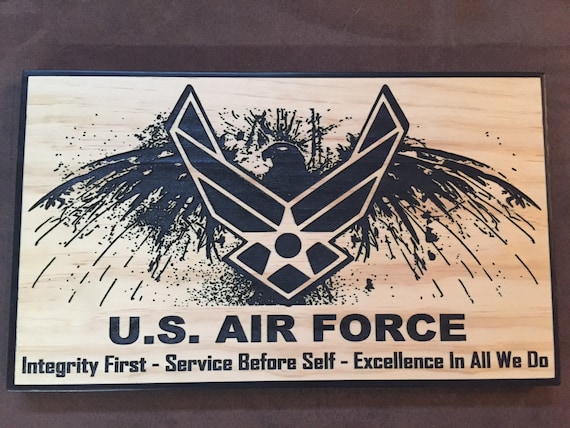 U.S. AIR FORCE
Integrity First - Service Before Self - Excellence In All We Do